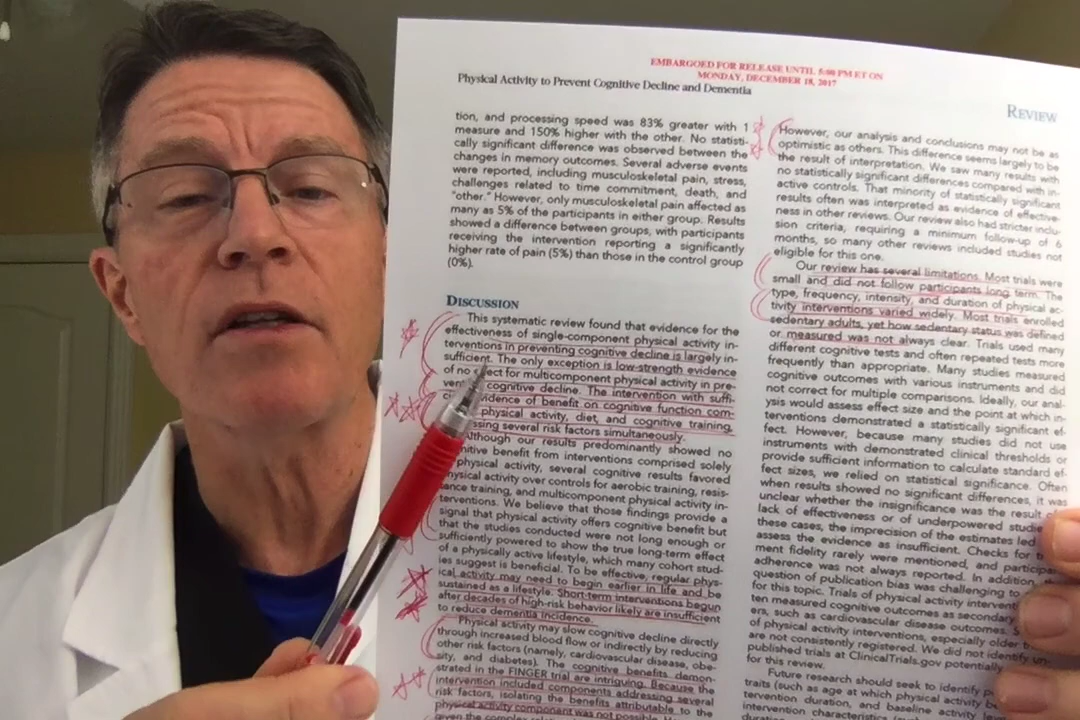 EMBARGOED FOR RELEASE UNTIL 5:00 PM ET ON
MONDAY, DECEMBER 18, 2017
Physical Activity to Prevent Cognitive Decline and Dementia
REVIEW
tion, and processing speed was 83% greater with 1
measure and 150% higher with the other. No statisti-
cally significant difference was observed between the
changes in memory outcomes. Several adverse events
were reported, including musculoskeletal pain, stress,
challenges related to time commitment, death, and
"other." However, only musculoskeletal pain affected as
many as 5% of the participants in either group. Results
showed a difference between groups, with participants
receiving the intervention reporting a significantly
higher rate of pain (5%) than those in the control group
(0%).
DISCUSSION
This systematic review found that evidence for the
effectiveness of single-component physical activity in-
terventions in preventing cognitive decline is largely in-
sufficient. The only exception is low-strength evidence
of no effect for multicomponent physical activity in pre-
cognitive decline. The intervention with suffi-
evidence of benefit on cognitive function com-
physical activity, diet, and cognitive training,
several risk factors simultaneously.
Although our results predominantly showed no
benefit from interventions comprised solely
physical activity, several cognitive results favored
physical activity over controls for aerobic training, resis-
tance training, and multicomponent physical activity in-
terventions. We believe that those findings provide a
signal that physical activity offers cognitive benefit but
that the studies conducted were not long enough or
sufficiently powered to show the true long-term effect
of a physically active lifestyle, which many cohort stud-
ies suggest is beneficial. To be effective, regular phys-
ical activity may need to begin earlier in life and be
sustained as a lifestyle. Short-term interventions begun
after decades of high-risk behavior likely are insufficient
to reduce dementia incidence.
Physical activity may slow cognitive decline directly
through increased blood flow or indirectly by reducing
other risk factors (namely, cardiovascular disease, obe-
sity, and diabetes). The cognitive benefits demon-
strated in the FINGER trial are intriguing. Because the
intervention included components addressing several
risk factors, isolating the benefits attributable to the
physical activity component was not possible.
given the complex
However, our analysis and conclusions may not be as
optimistic as others. This difference seems largely to be
the result of interpretation. We saw many results with
no statistically significant differences compared with in-
active controls. That minority of statistically significant
results often was interpreted as evidence of effective-
ness in other reviews. Our review also had stricter inclu-
sion criteria, requiring a minimum follow-up of 6
months, so many other reviews included studies not
eligible for this one.
Our review has several limitations. Most trials were
small and did not follow participants long term. The
type, frequency, intensity, and duration of physical ac-
tivity interventions varied widely. Most trials enrolled
sedentary adults, yet how sedentary status was defined
or measured was not always clear. Trials used many
different cognitive tests and often repeated tests more
frequently than appropriate. Many studies measured
cognitive outcomes with various instruments and did
not correct for multiple comparisons. Ideally, our anal-
ysis would assess effect size and the point at which in-
terventions demonstrated a statistically significant ef-
fect. However, because many studies did not use
instruments with demonstrated clinical thresholds or
provide sufficient information to calculate standard ef-
fect sizes, we relied on statistical significance. Often
when results showed no significant differences, it was
unclear whether the insignificance was the result of
lack of effectiveness or of underpowered studies.
these cases, the imprecision of the estimates led
assess the evidence as insufficient. Checks for
ment fidelity rarely were mentioned, and
adherence was not always reported. In addition,
question of publication bias was challenging to
for this topic. Trials of physical activity
ten measured cognitive outcomes as secondary
ers, such as cardiovascular disease outcomes.
of physical activity interventions, especially older
are not consistently registered. We did not identify un-
published trials at ClinicalTrials.gov potentially
for this review.
Future research should seek to identify
traits (such as age at which physical
tervention duration, and baseline activity
intervention characteristics